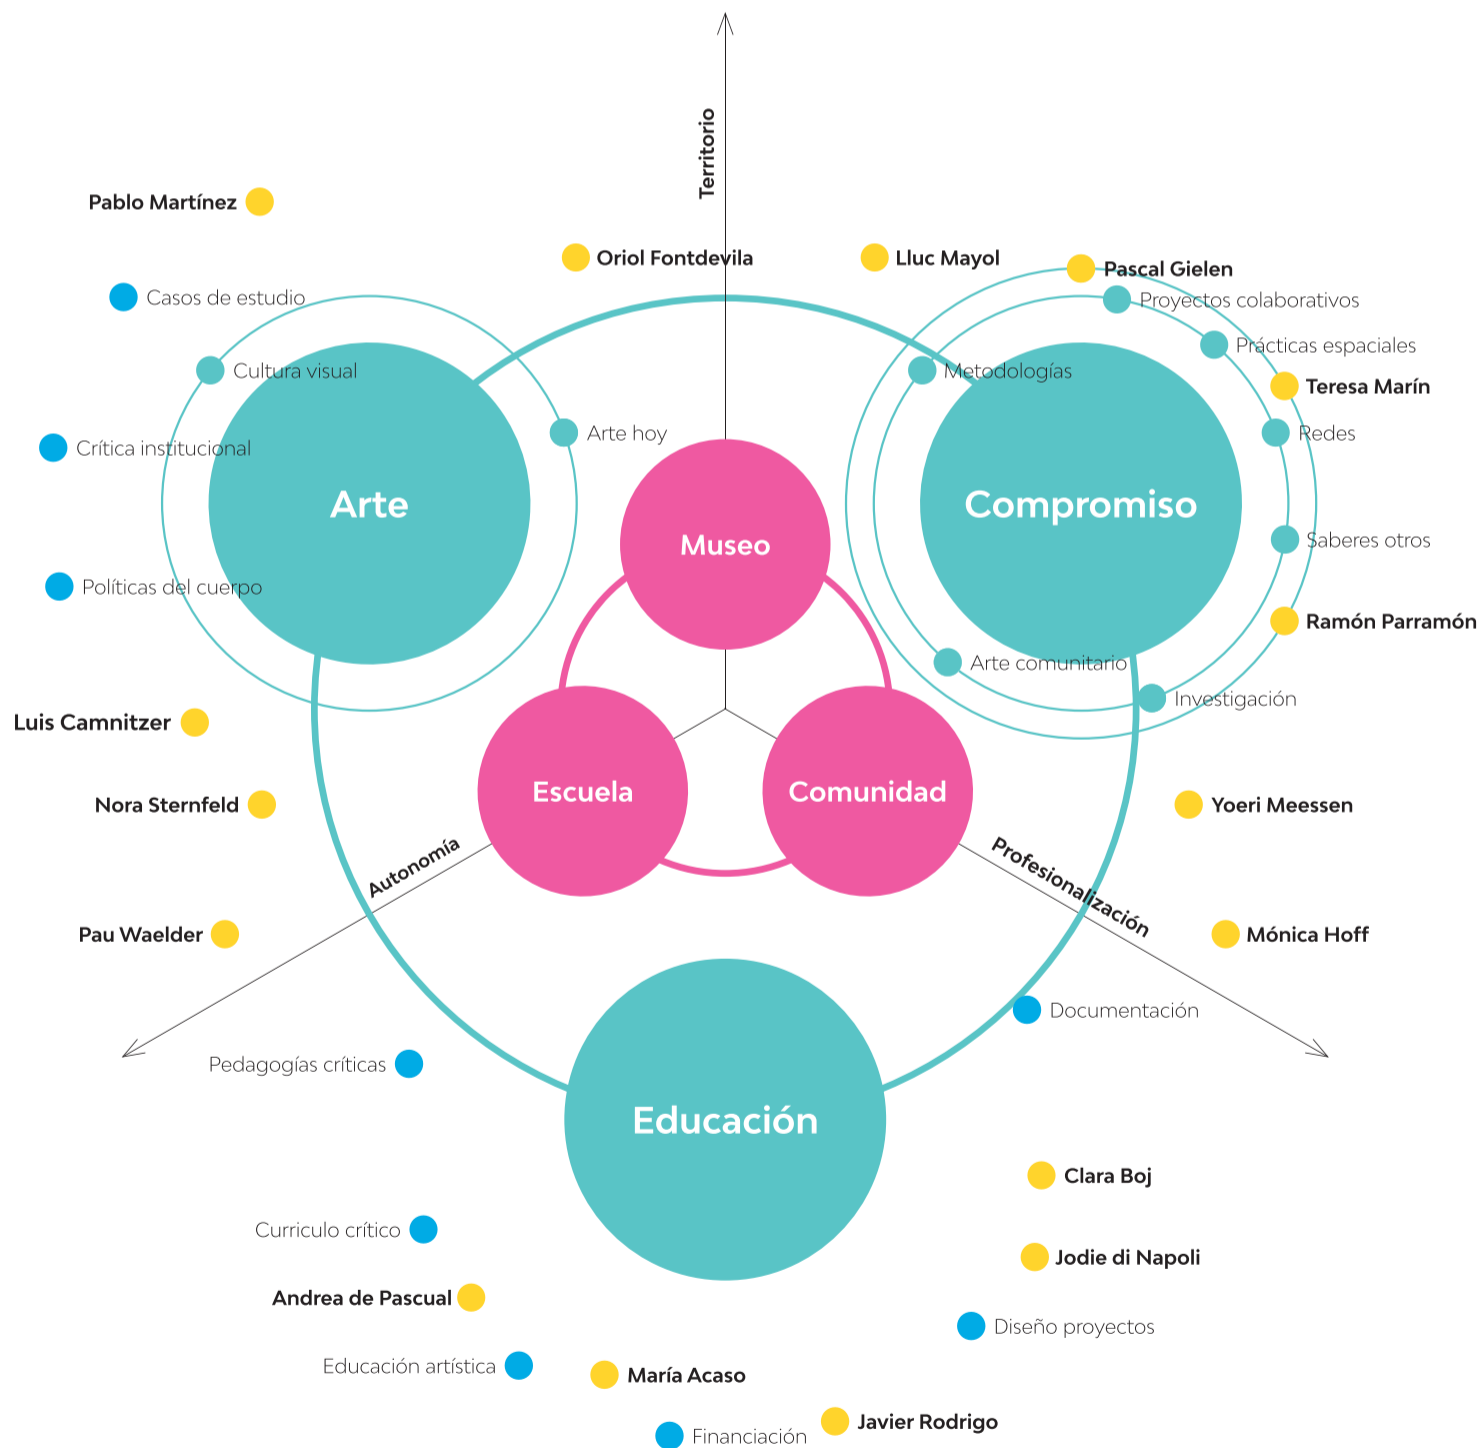 Territorio
Pablo Martínez
Oriol Fontdevila
Lluc Mayol
Pascal Gielen
Casos de estudio
Proyectos colaborativos
Prácticas espaciales
Cultura visual
Metodologías
Teresa Marín
Arte hoy
Redes
Crítica institucional
Arte
Compromiso
Museo
Saberes otros
Políticas del cuerpo
Ramón Parramón
Arte comunitario
Investigación
Luis Camnitzer
Escuela
Comunidad
Nora Sternfeld
Yoeri Meessen
Autonomía
Profesionalización
Pau Waelder
Mónica Hoff
Documentación
Pedagogías críticas
Educación
Clara Boj
Curriculo crítico
Jodie di Napoli
Andrea de Pascual
Diseño proyectos
Educación artística
María Acaso
Javier Rodrigo
Financiación